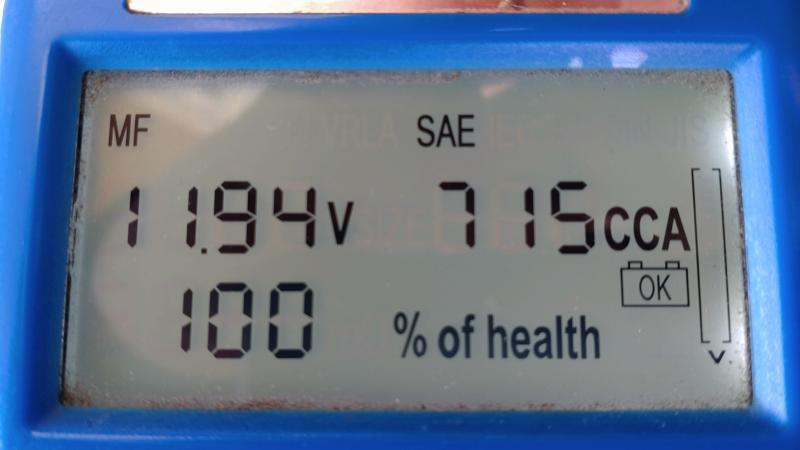 MF SAE
11.94V 715CCA
OK
100 % of health